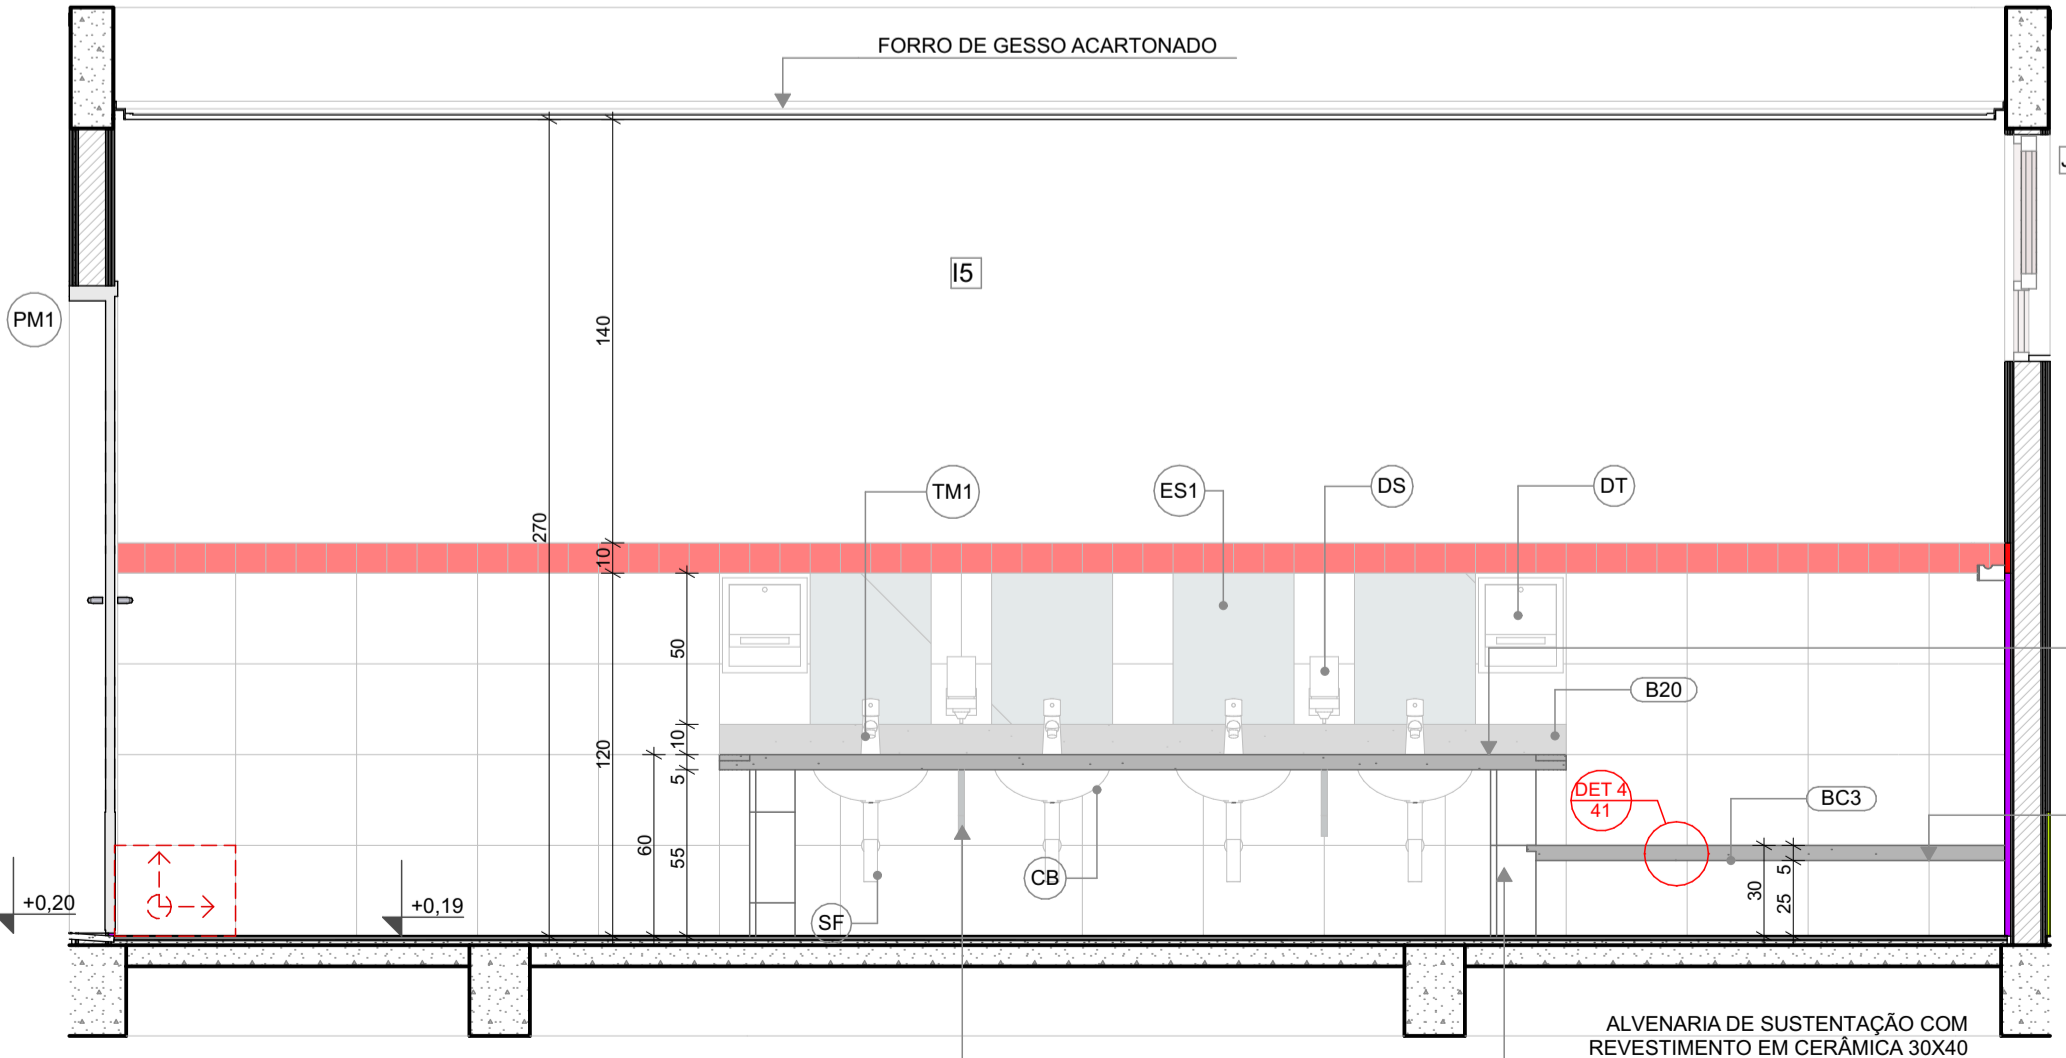 FORRO DE GESSO ACARTONADO
I5
PM1
140
270
10
TM1
ES1
DS
DT
50
B20
10
120
5
DET 4
41
BC3
60
55
CB
30
5
25
+0,20
+0,19
SF
ALVENARIA DE SUSTENTAÇÃO COM
REVESTIMENTO EM CERÂMICA 30X40